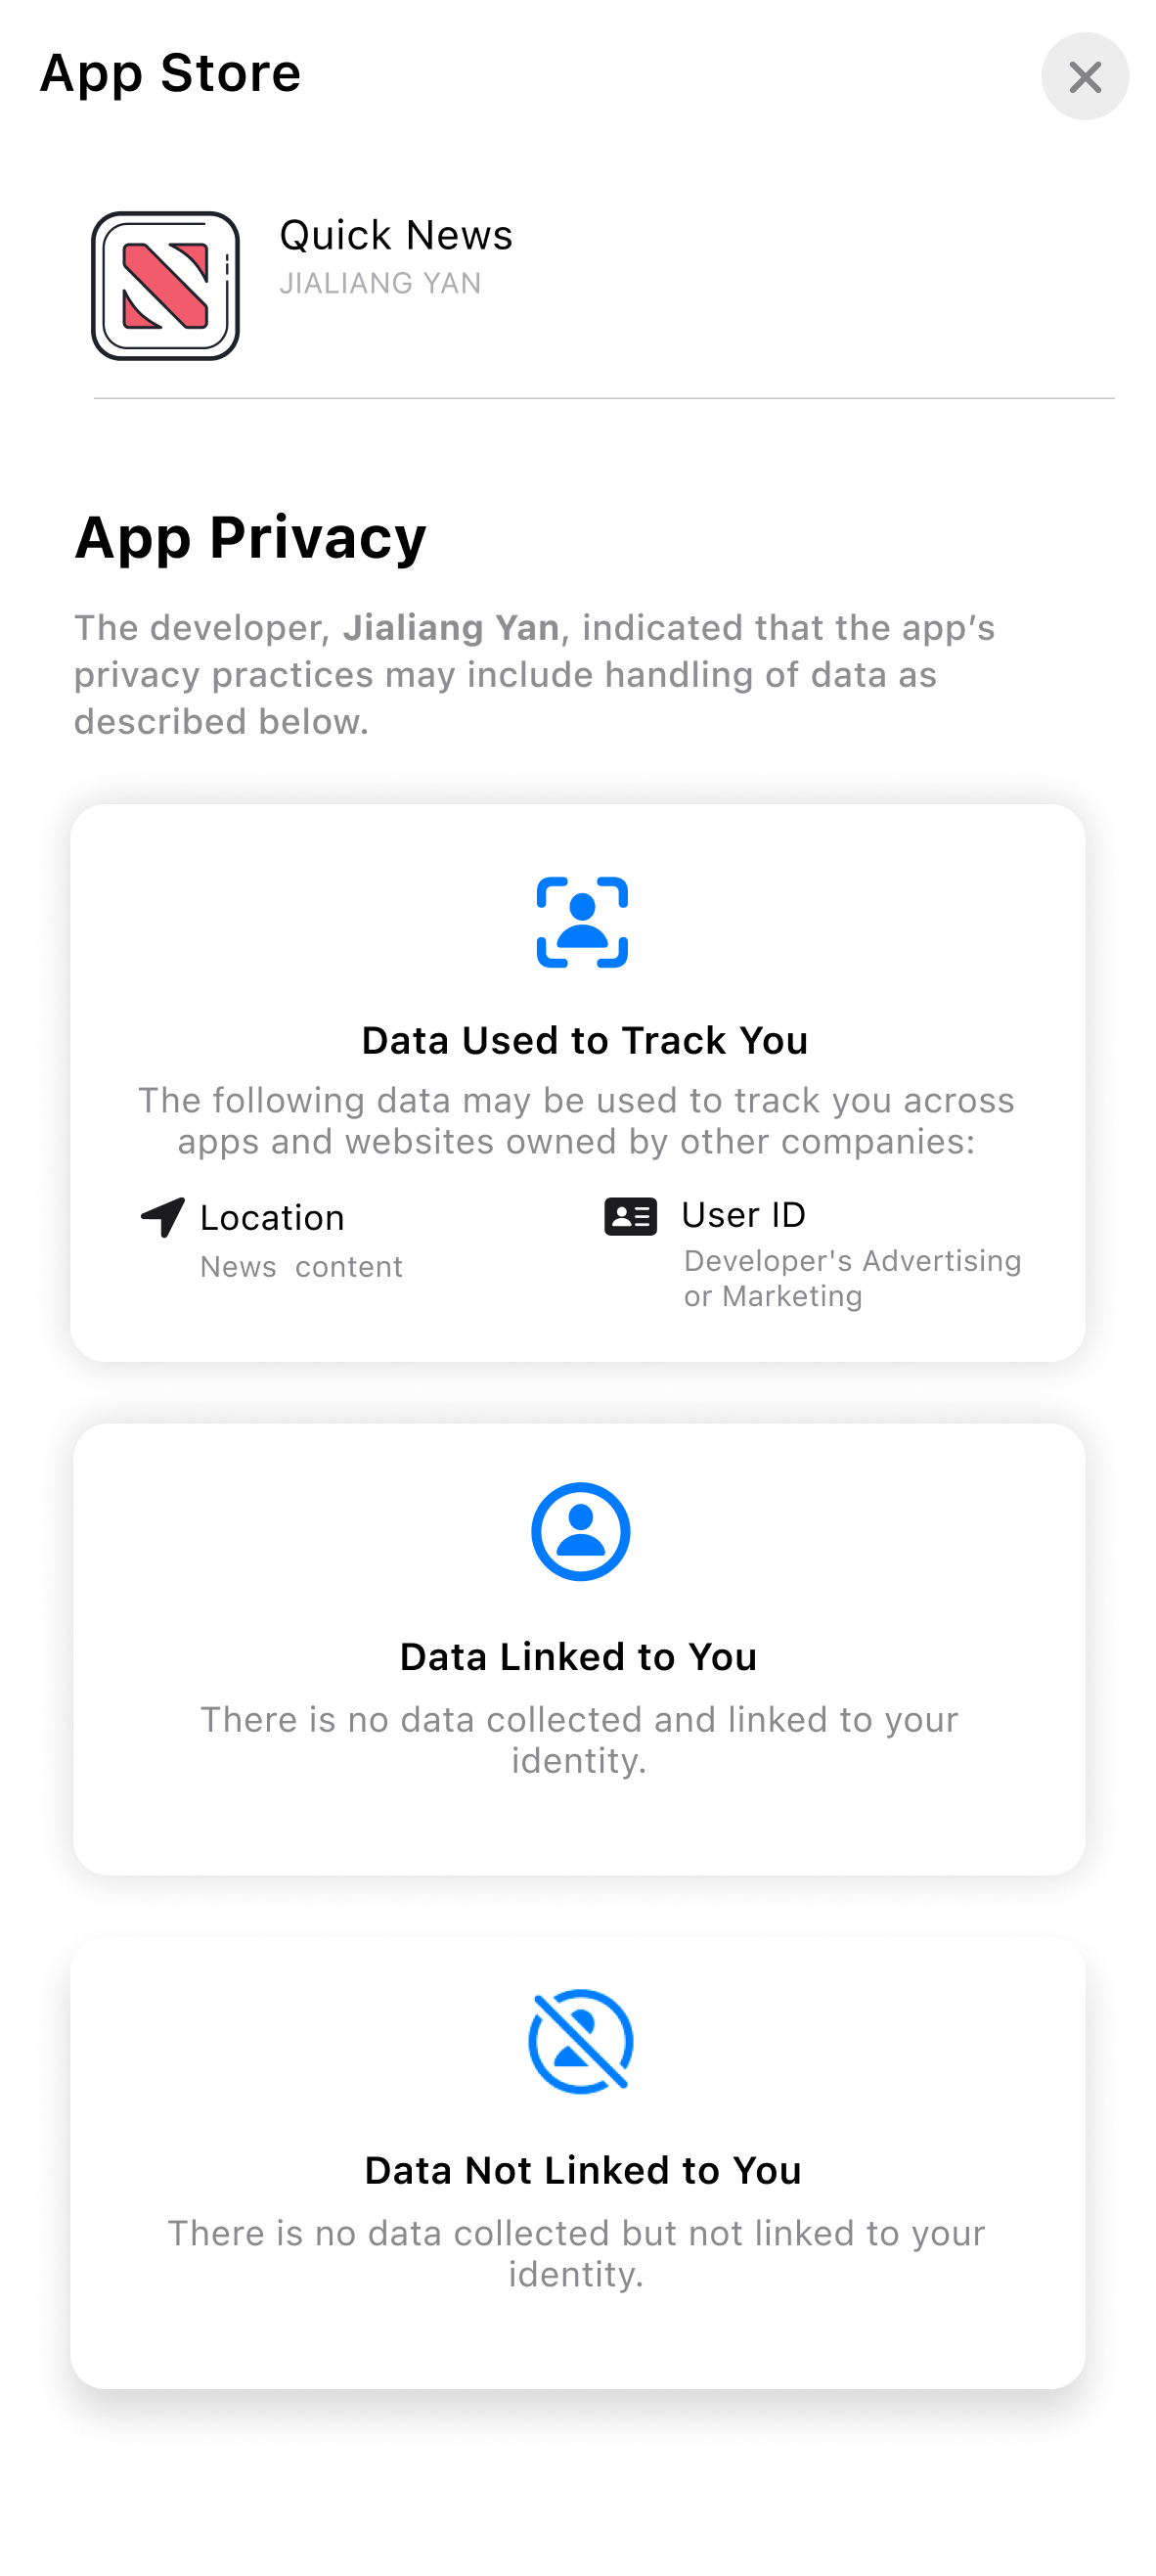 App Store
Quick News
JIALIANG YAN
App Privacy
The developer, Jialiang Yan, indicated that the app’s
privacy practices may include handling of data as
described below.
Data Used to Track You
The following data may be used to track you across
apps and websites owned by other companies:
Location
News  content
User ID
Developer's Advertising
or Marketing
Data Linked to You
There is no data collected and linked to your
identity.
Data Not Linked to You
There is no data collected but not linked to your
identity.